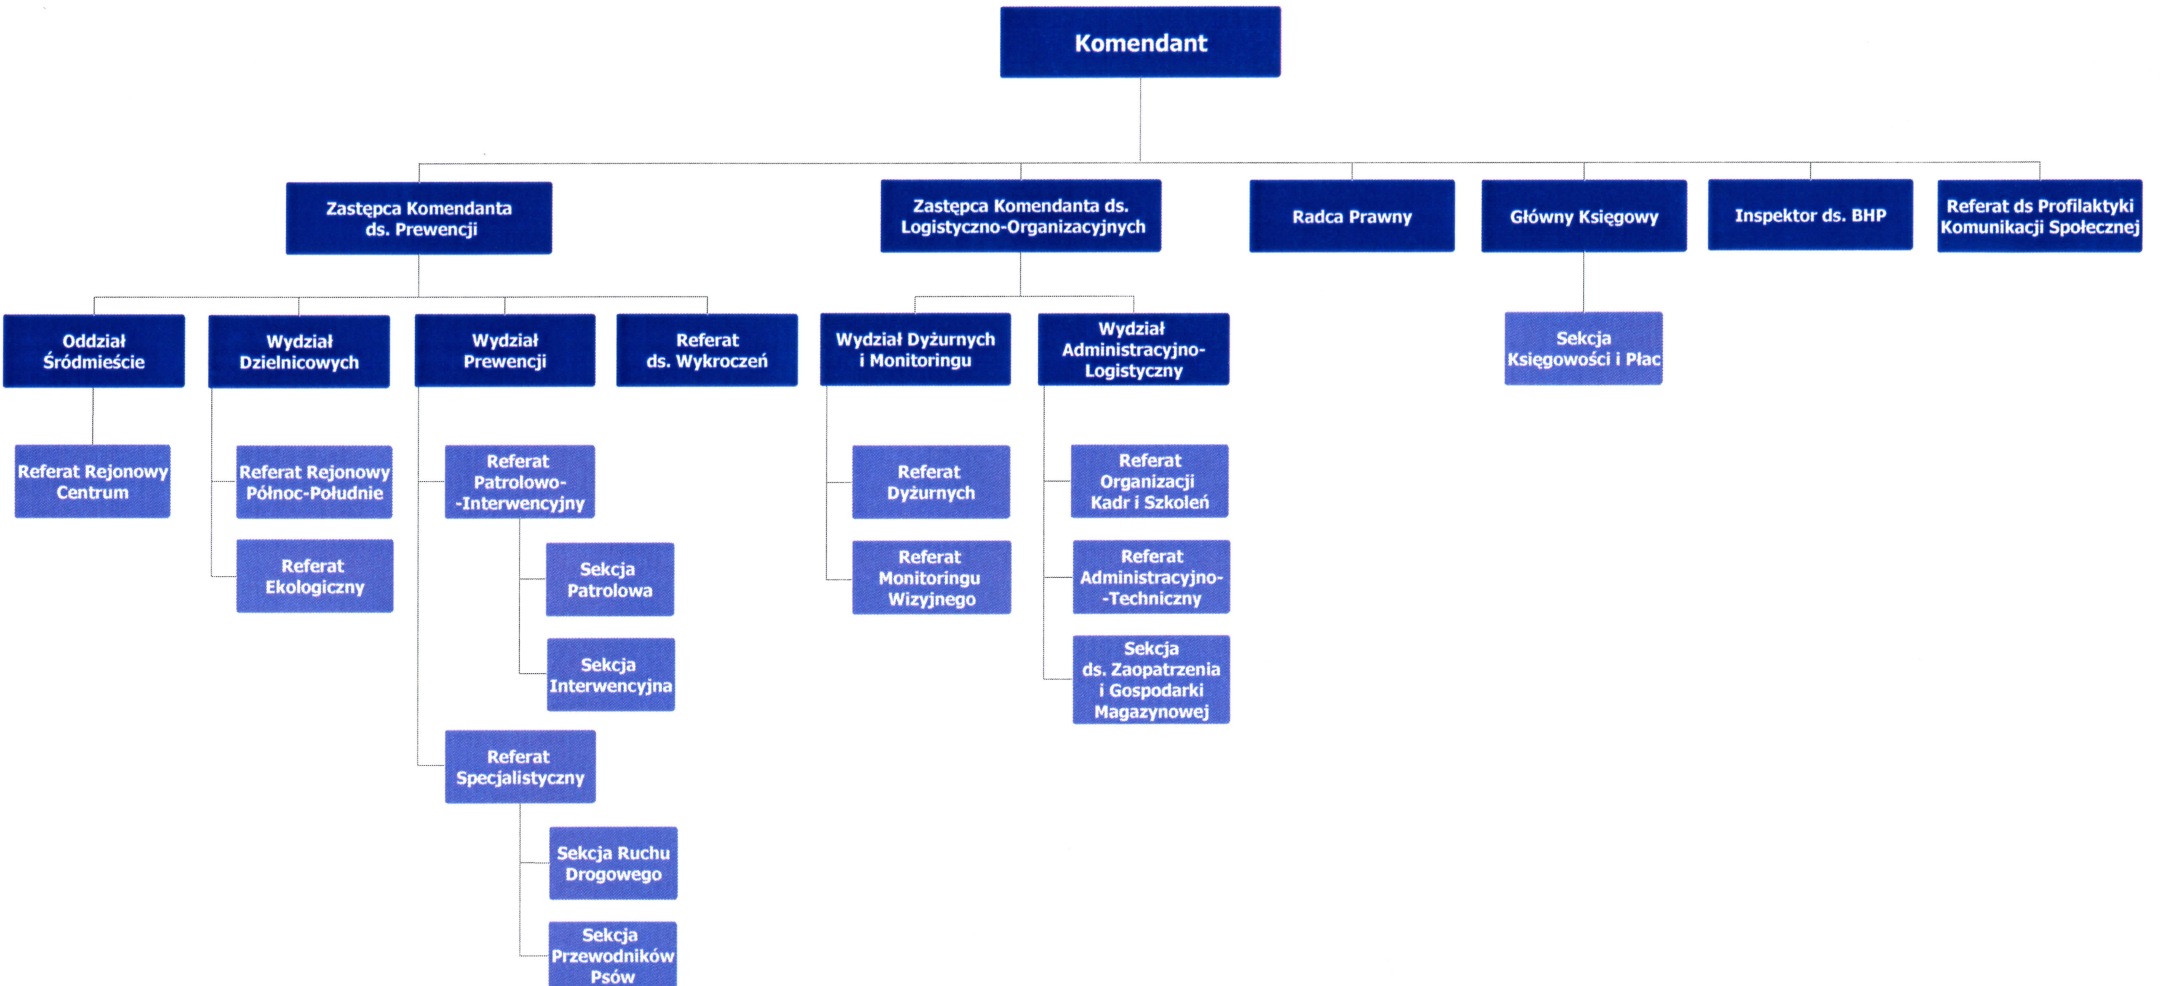 Komendant
Zastępca Komendanta
ds. Prewencji
Zastępca Komendanta ds.
Logistyczno-Organizacyjnych
Radca Prawny
Główny Księgowy
Inspektor ds. BHP
Referat ds Profilaktyki
Komunikacji Społecznej
Oddział
Śródmieście
Wydział
Dzielnicowych
Wydział
Prewencji
Referat
ds. Wykroczeń
Wydział Dyżurnych
i Monitoringu
Wydział
Administracyjno-
Logistyczny
Sekcja
Księgowości i Płac
Referat Rejonowy
Centrum
Referat Rejonowy
Północ-Południe
Referat
Patrolowo-
-Interwencyjny
Referat
Dyżurnych
Referat
Organizacji
Kadr i Szkoleń
Referat
Ekologiczny
Sekcja
Patrolowa
Referat
Monitoringu
Wizyjnego
Referat
Administracyjno-
-Techniczny
Sekcja
Interwencyjna
Sekcja
ds. Zaopatrzenia
i Gospodarki
Magazynowej
Referat
Specjalistyczny
Sekcja Ruchu
Drogowego
Sekcja
Przewodników
Psów